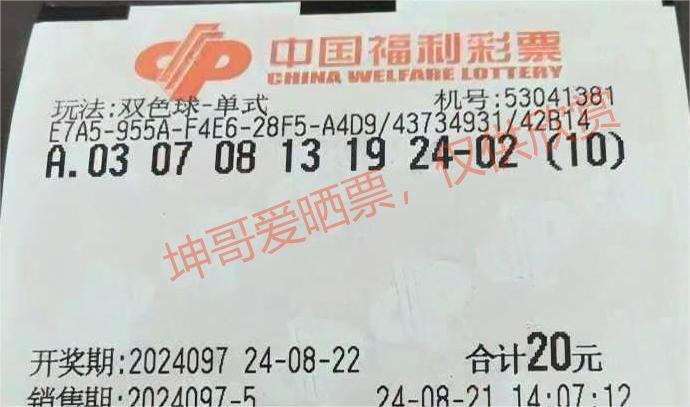 中国福利彩票
CHINA WELFARE LOTTERY
玩法:双色球-单式 机号:53041381
E7A5-955A-F4E6-28F5-A4D9/43734931/42B14
A.03 07 08 13 19 24-02 (10)
坤哥爱晒票,仅供欣赏
开奖期:2024097 24-08-22 合计20元
销售期:2024097-5 24-08-21 14:07:12